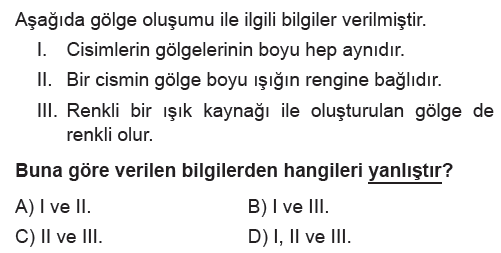 Aşağıda gölge oluşumu ile ilgili bilgiler verilmiştir.
I. Cisimlerin gölgelerinin boyu hep aynıdır.
II. Bir cismin gölge boyu ışığın rengine bağlıdır.
III. Renkli bir ışık kaynağı ile oluşturulan gölge de
renkli olur.
Buna göre verilen bilgilerden hangileri yanlıştır?
A) I ve II. B) I ve III.
C) II ve III. D) I, II ve III.